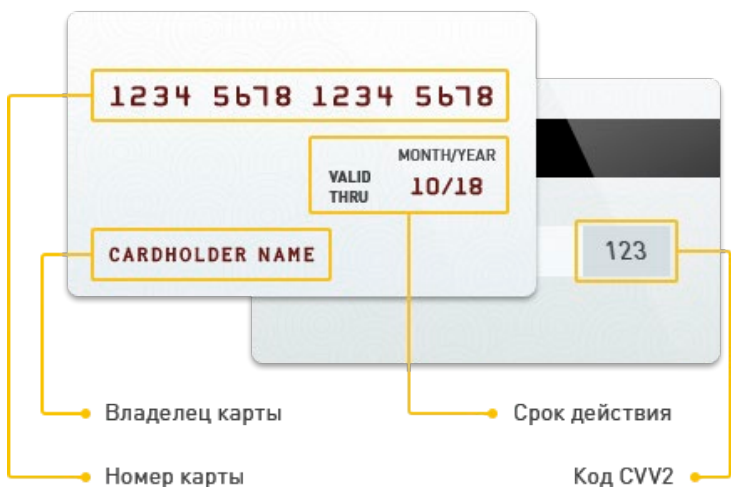 1234 5678 1234 5678
MONTH/YEAR
VALID THRU
10/18
CARDHOLDER NAME
123
Владелец карты
Срок действия
Номер карты
Код CVV2